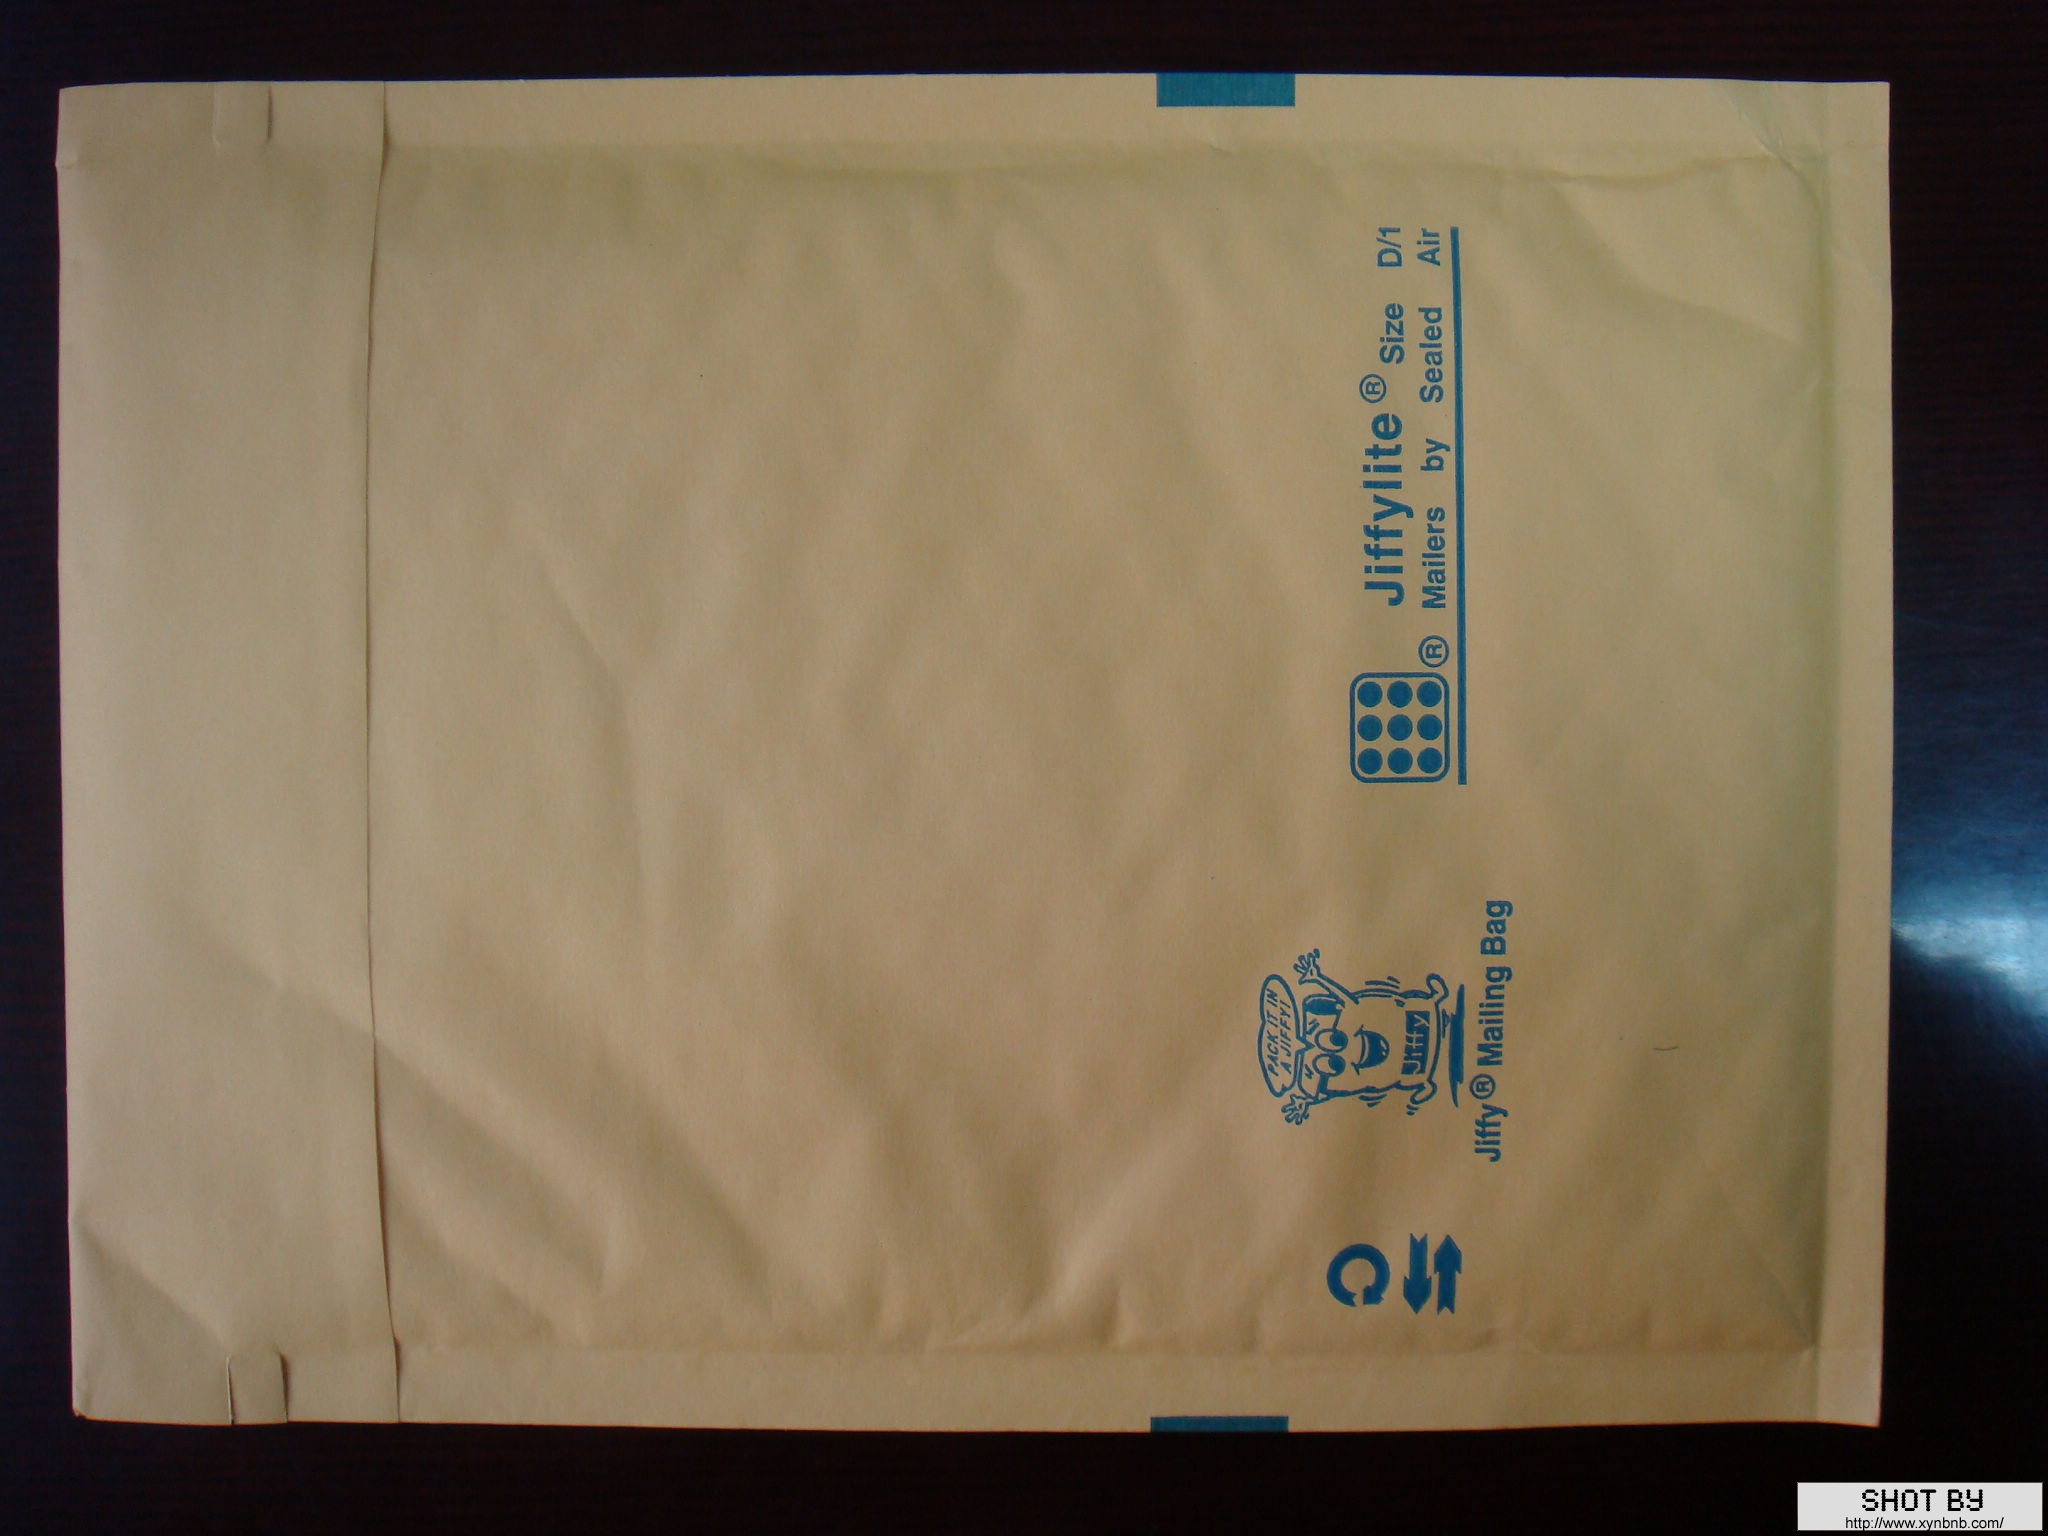 Jiffylite® Size D/1
® Mailers by Sealed Air
PACK IT IN
A JIFFY!
Jiffy
Jiffy® Mailing Bag
SHOT BY
http://www.xynbnb.com/